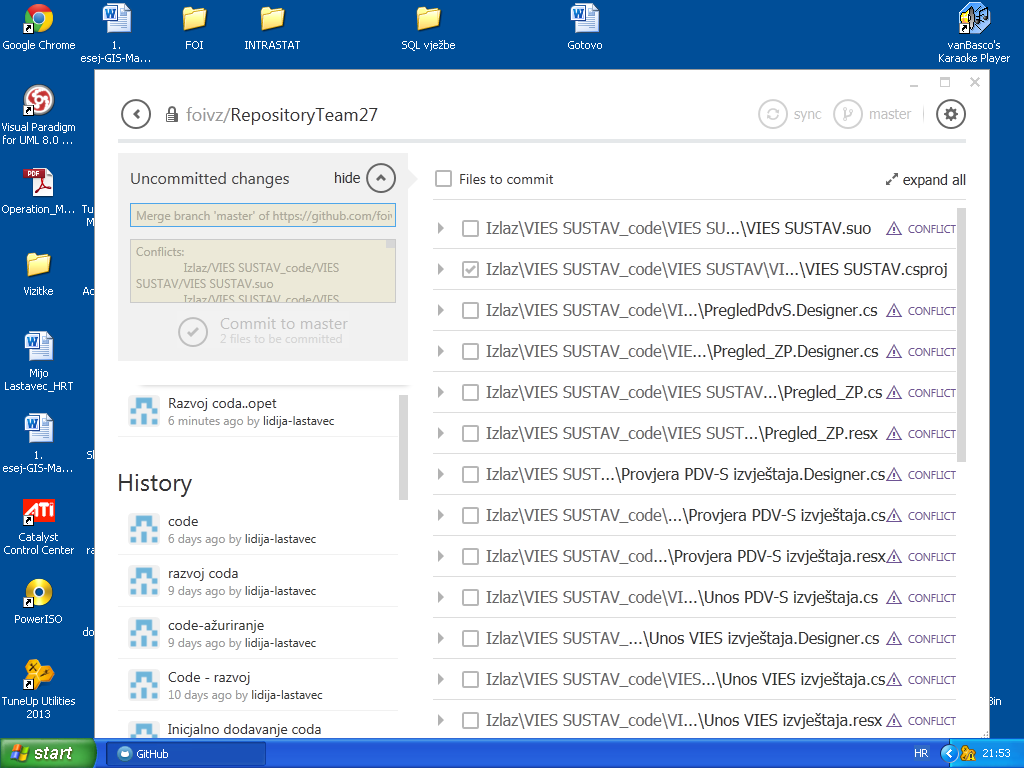 Google Chrome
1.
esej-GIS-Ma...
FOI
INTRASTAT
SQL vježbe
Gotovo
vanBasco's
Karaoke Player
Visual Paradigm
for UML 8.0 ...
PDF
Operation_M...
Vizitke
Mijo
Lastavec_HRT
1.
esej-GIS-Ma...
ATi
Catalyst
Control Center
PowerISO
TuneUp Utilities
2013
Tu
M
Ac
Sl
ra
do
Bin
foivz/RepositoryTeam27
sync
master
Uncommitted changes
hide
Merge branch 'master' of https://github.com/foi
Conflicts:
Izlaz/VIES SUSTAV_code/VIES
SUSTAV/VIES SUSTAV.suo
Izlaz/VIES SUSTAV_code/VIES
Commit to master
2 files to be committed
Razvoj coda..opet
6 minutes ago by lidija-lastavec
History
code
6 days ago by lidija-lastavec
razvoj coda
9 days ago by lidija-lastavec
code-ažuriranje
9 days ago by lidija-lastavec
Code - razvoj
10 days ago by lidija-lastavec
Inicjalno dodavanje coda
Files to commit
expand all
Izlaz\VIES SUSTAV_code\VIES SU...\VIES SUSTAV.suo CONFLICT
Izlaz\VIES SUSTAV_code\VIES SUSTAV\VI...\VIES SUSTAV.csproj
Izlaz\VIES SUSTAV_code\VI...\PregledPdvS.Designer.cs CONFLICT
Izlaz\VIES SUSTAV_code\VIE...\Pregled_ZP.Designer.cs CONFLICT
Izlaz\VIES SUSTAV_code\VIES SUSTAV...\Pregled_ZP.cs CONFLICT
Izlaz\VIES SUSTAV_code\VIES SUST...\Pregled_ZP.resx CONFLICT
Izlaz\VIES SUST...\Provjera PDV-S izvještaja.Designer.cs CONFLICT
Izlaz\VIES SUSTAV_code\...\Provjera PDV-S izvještaja.cs CONFLICT
Izlaz\VIES SUSTAV_cod...\Provjera PDV-S izvještaja.resx CONFLICT
Izlaz\VIES SUSTAV_code\VI...\Unos PDV-S izvještaja.cs CONFLICT
Izlaz\VIES SUSTAV_...\Unos VIES izvještaja.Designer.cs CONFLICT
Izlaz\VIES SUSTAV_code\VIES...\Unos VIES izvještaja.cs CONFLICT
Izlaz\VIES SUSTAV_code\VI...\Unos VIES izvještaja.resx CONFLICT
start
GitHub
HR
21:53